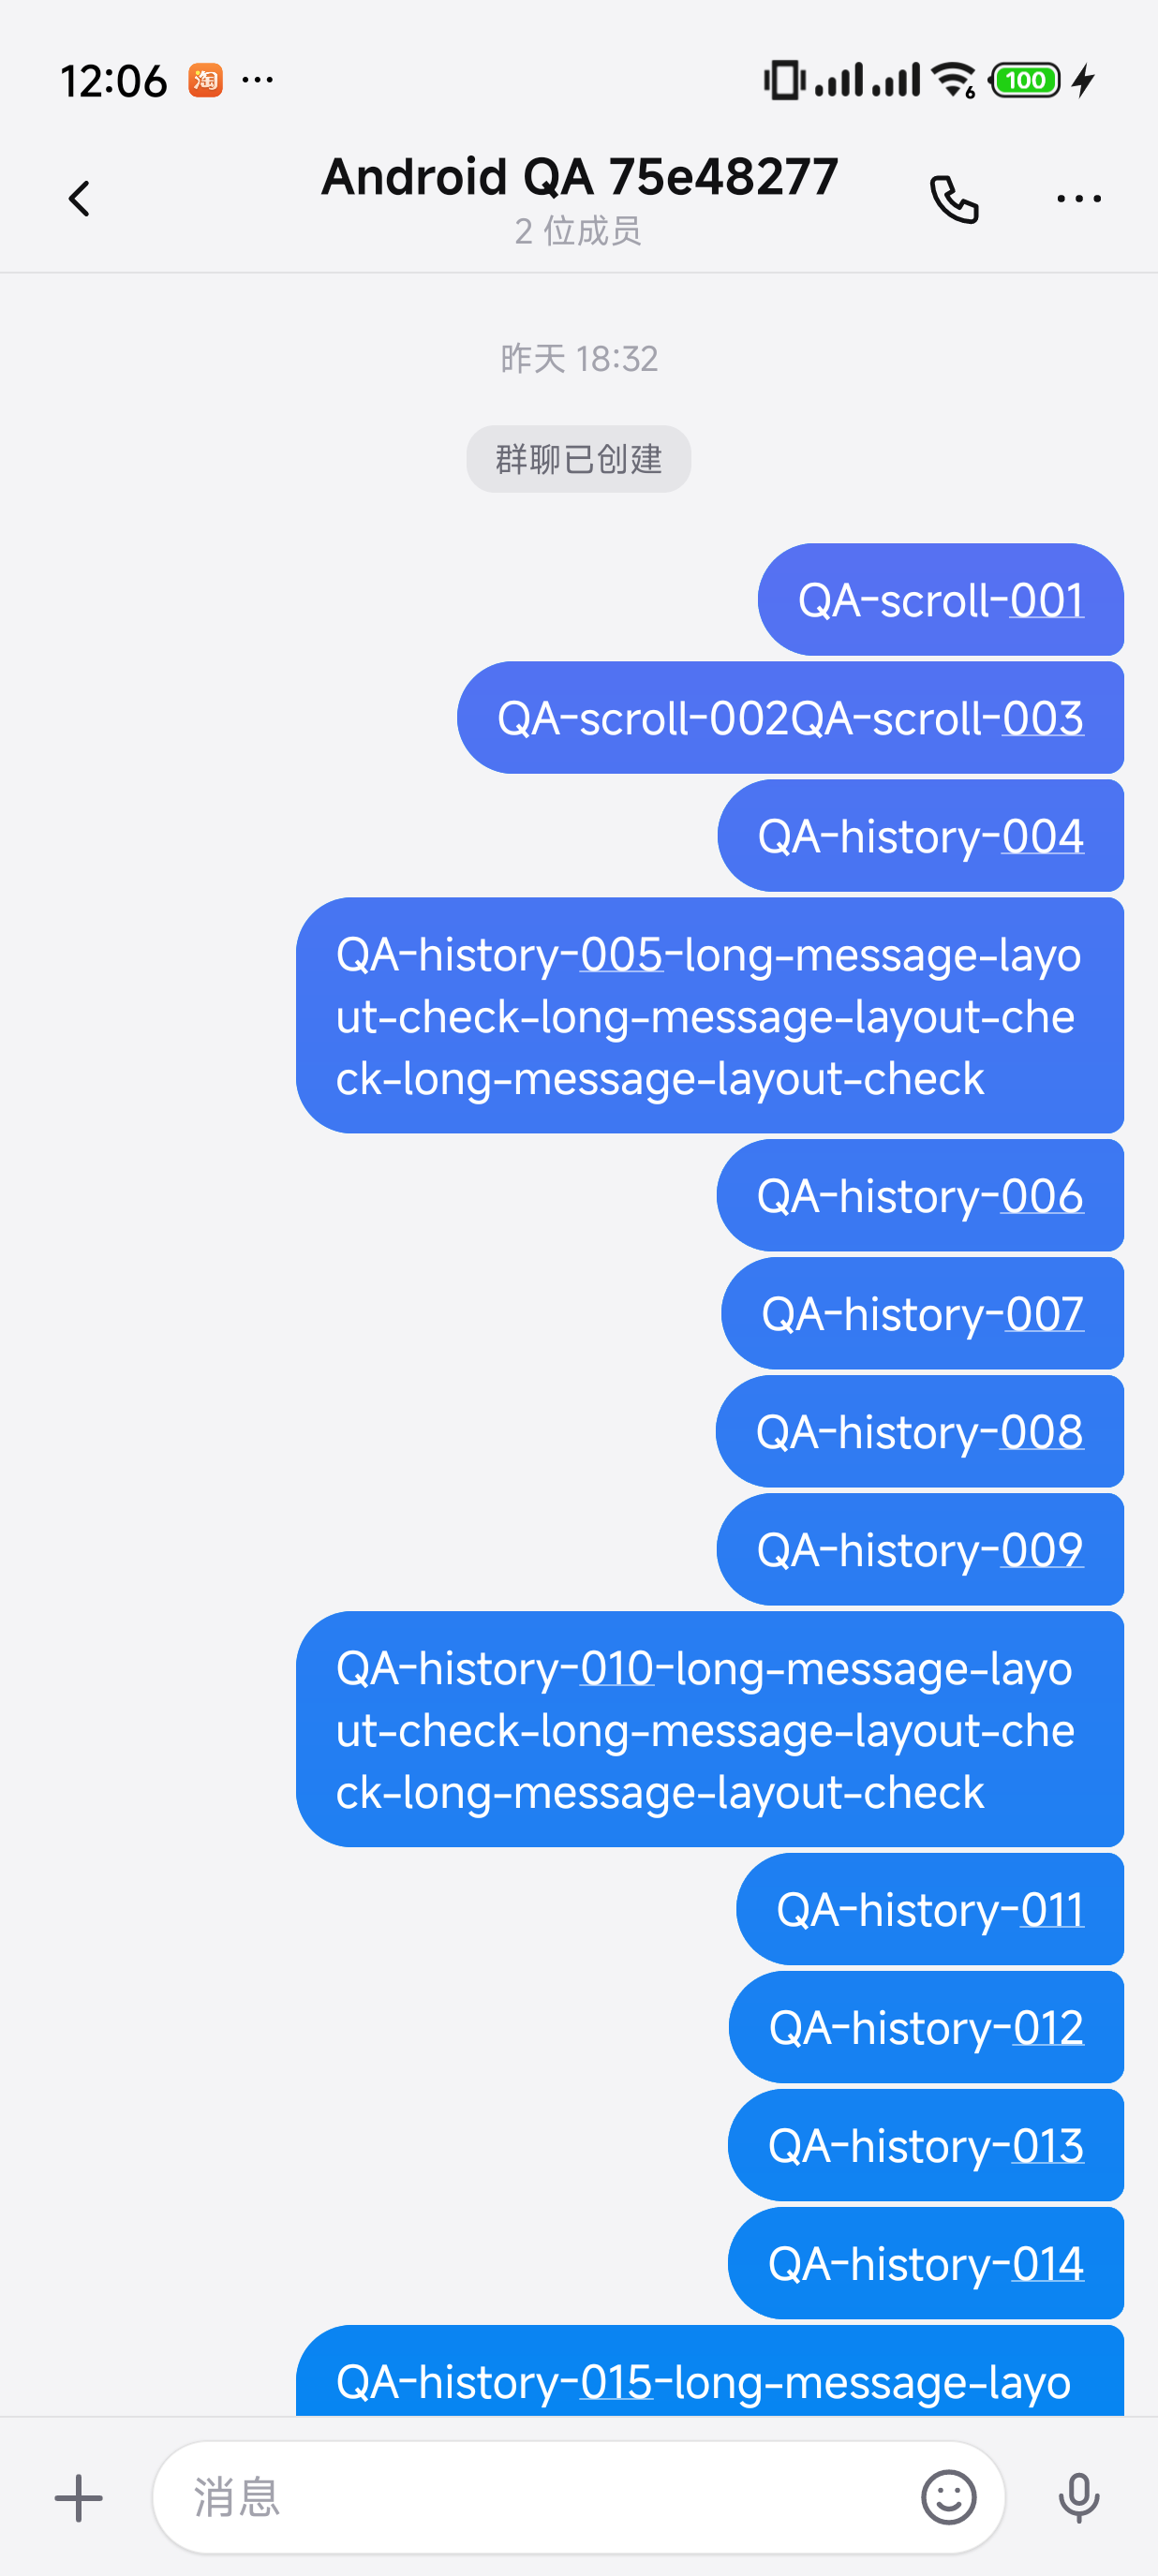 12:06 淘 ... 6 100
Android QA 75e48277
2 位成员
昨天 18:32
群聊已创建
QA-scroll-001
QA-scroll-002QA-scroll-003
QA-history-004
QA-history-005-long-message-layo
ut-check-long-message-layout-che
ck-long-message-layout-check
QA-history-006
QA-history-007
QA-history-008
QA-history-009
QA-history-010-long-message-layo
ut-check-long-message-layout-che
ck-long-message-layout-check
QA-history-011
QA-history-012
QA-history-013
QA-history-014
QA-history-015-long-message-layo
消息